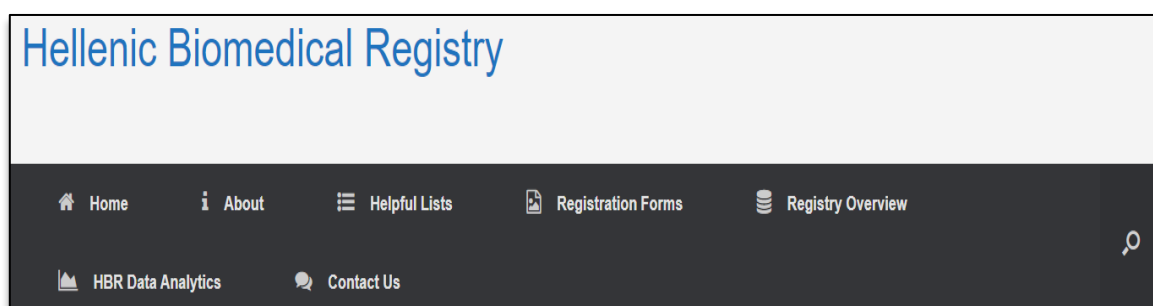 Hellenic Biomedical Registry
Home About Helpful Lists Registration Forms Registry Overview
HBR Data Analytics Contact Us